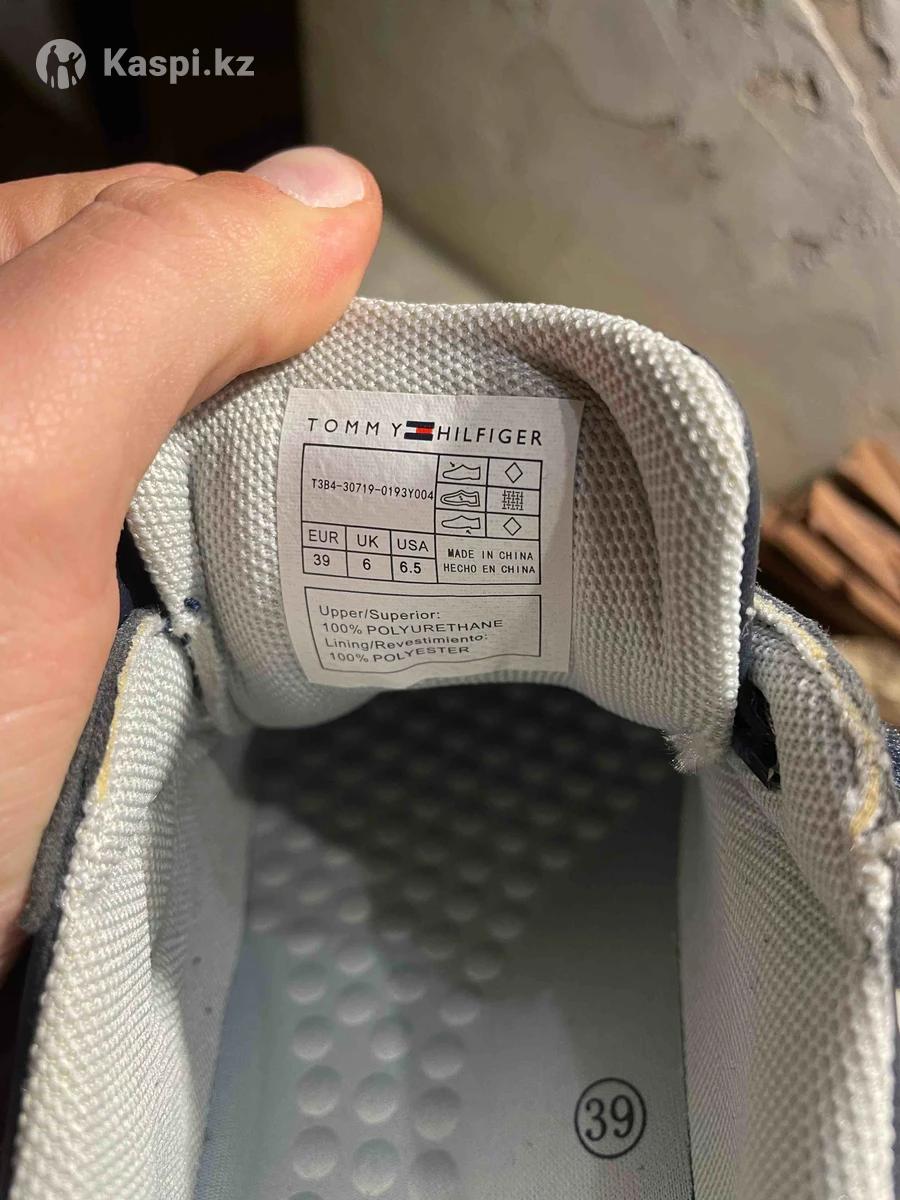 Kaspi.kz
TOMMY HILFIGER
T3B4-30719-0193Y004
EUR UK USA
39 6 6.5
MADE IN CHINA
HECHO EN CHINA
Upper/Superior:
100% POLYURETHANE
Lining/Revestimiento:
100% POLYESTER
39